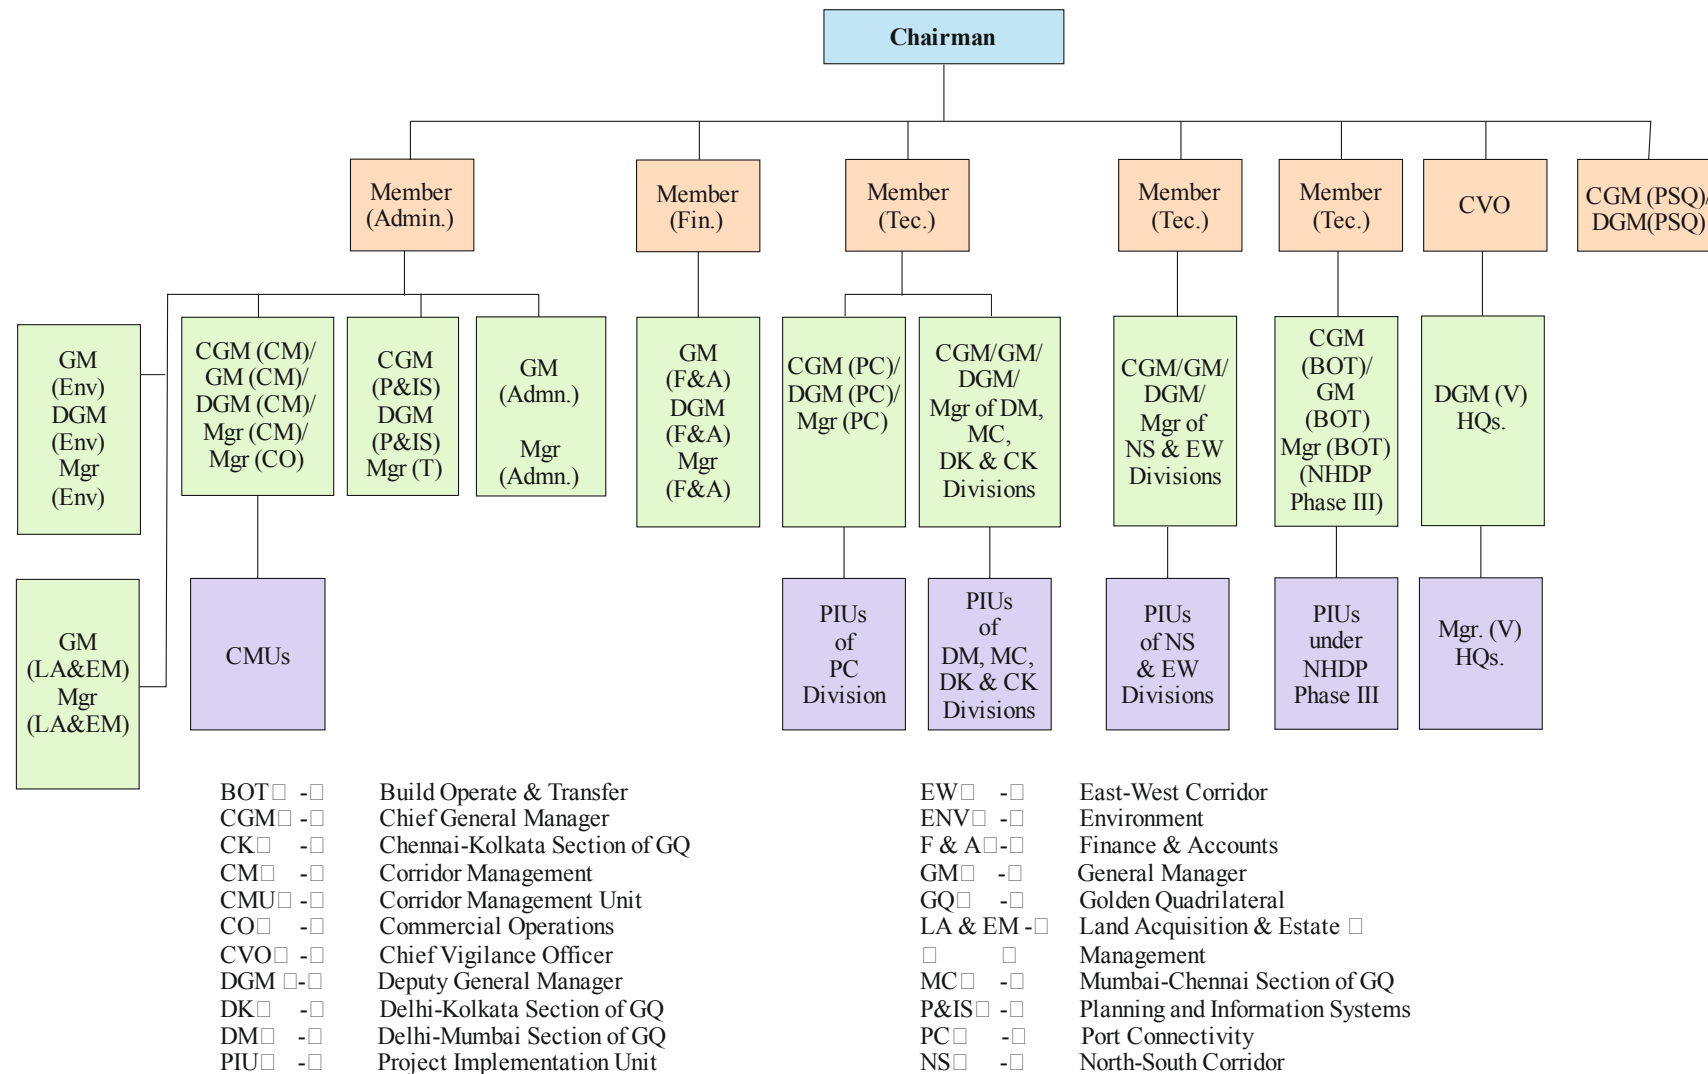 Chairman
Member
(Admin.)
Member
(Fin.)
Member
(Tec.)
Member
(Tec.)
Member
(Tec.)
CVO
CGM (PSQ)/
DGM(PSQ)
GM
(Env)
DGM
(Env)
Mgr
(Env)
CGM (CM)/
GM (CM)/
DGM (CM)/
Mgr (CM)/
Mgr (CO)
CGM
(P&IS)
DGM
(P&IS)
Mgr (T)
GM
(Admn.)
Mgr
(Admn.)
GM
(F&A)
DGM
(F&A)
Mgr
(F&A)
CGM (PC)/
DGM (PC)/
Mgr (PC)
CGM/GM/
DGM/
Mgr of DM,
MC,
DK & CK
Divisions
CGM/GM/
DGM/
Mgr of
NS & EW
Divisions
CGM
(BOT)/
GM
(BOT)
Mgr (BOT)
(NHDP
Phase III)
DGM (V)
HQs.
GM
(LA&EM)
Mgr
(LA&EM)
CMUs
PIUs
of
PC
Division
PIUs
of
DM, MC,
DK & CK
Divisions
PIUs
of NS
& EW
Divisions
PIUs
under
NHDP
Phase III
Mgr. (V)
HQs.
BOT - Build Operate & Transfer
CGM - Chief General Manager
CK - Chennai-Kolkata Section of GQ
CM - Corridor Management
CMU - Corridor Management Unit
CO - Commercial Operations
CVO - Chief Vigilance Officer
DGM - Deputy General Manager
DK - Delhi-Kolkata Section of GQ
DM - Delhi-Mumbai Section of GQ
PIU - Project Implementation Unit
EW - East-West Corridor
ENV - Environment
F & A - Finance & Accounts
GM - General Manager
GQ - Golden Quadrilateral
LA & EM - Land Acquisition & Estate
Management
MC - Mumbai-Chennai Section of GQ
P&IS - Planning and Information Systems
PC - Port Connectivity
NS - North-South Corridor